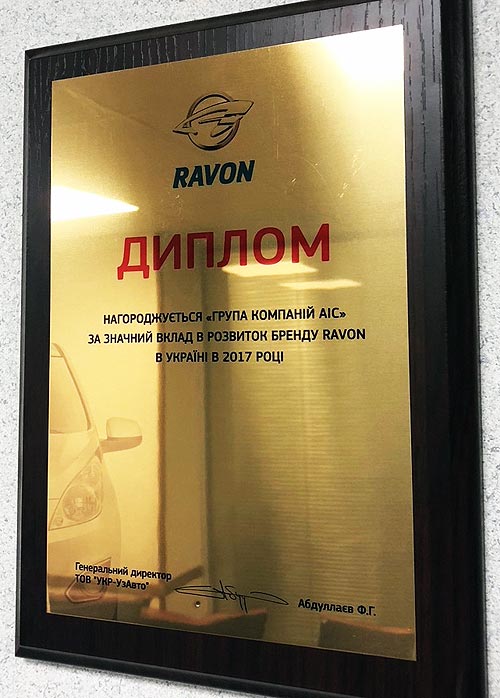 RAVON
ДИПЛОМ
НАГОРОДЖУЄТЬСЯ «ГРУПА КОМПАНІЙ АІС»
ЗА ЗНАЧНИЙ ВКЛАД В РОЗВИТОК БРЕНДУ RAVON
В УКРАЇНІ В 2017 РОЦІ
Генеральний директор
ТОВ "УКР-УзАвто"
Абдуллаєв Ф.Г.